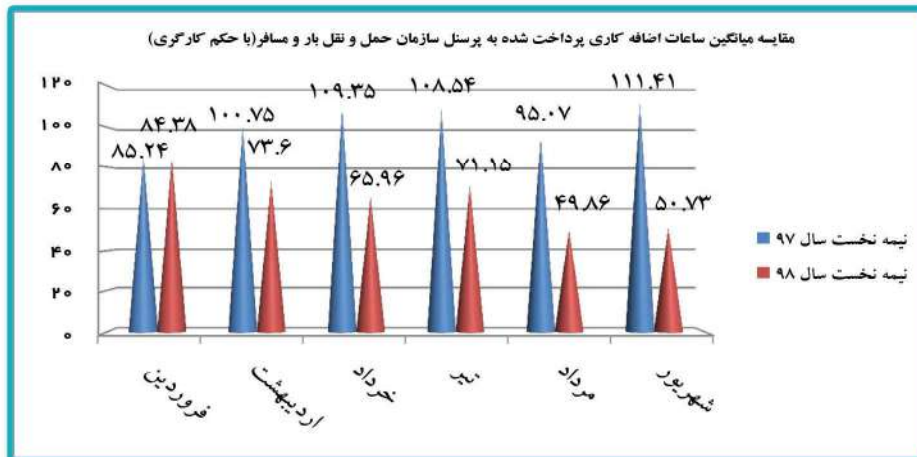 مقایسه میانگین ساعات اضافه کاری پرداخت شده به پرسنل سازمان حمل و نقل بار و مسافر(با حکم کارگری)
۱۲۰
۱۰۰
۸۰
۶۰
۴۰
۲۰
۰
۸۵.۲۴
۸۴.۳۸
۱۰۰.۷۵
۷۳.۶
۱۰۹.۳۵
۶۵.۹۶
۱۰۸.۵۴
۷۱.۱۵
۹۵.۰۷
۴۹.۸۶
۱۱۱.۴۱
۵۰.۷۳
فروردین
اردیبهشت
خرداد
تیر
مرداد
شهریور
نیمه نخست سال ۹۷
نیمه نخست سال ۹۸